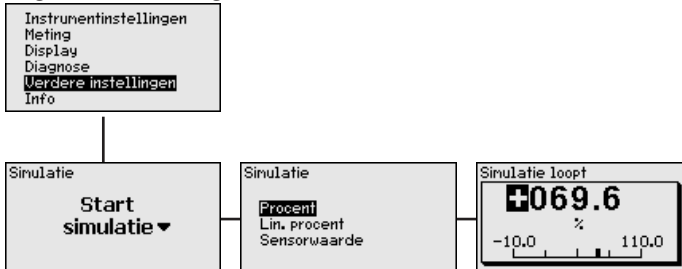 Instrumentinstellingen
Meting
Display
Diagnose
Verdere instellingen
Info
Simulatie
Start
simulatie
Simulatie
Procent
Lin. procent
Sensorwaarde
Simulatie loopt
+069.6
%
-10.0 110.0